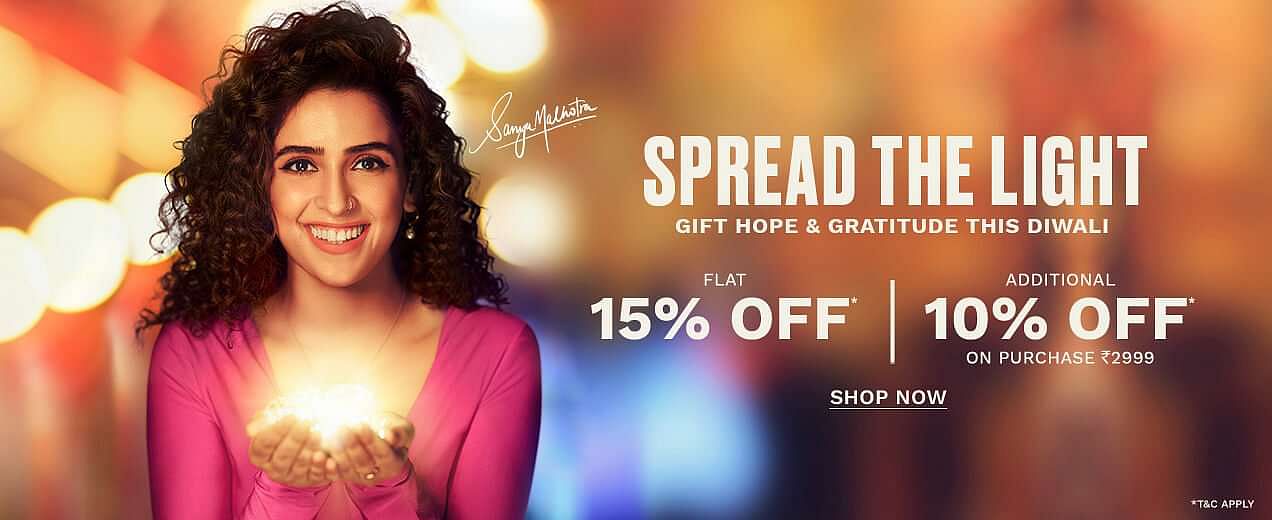 Sanya Malhotra
SPREAD THE LIGHT
GIFT HOPE & GRATITUDE THIS DIWALI
FLAT
15% OFF*
ADDITIONAL
10% OFF*
ON PURCHASE ₹2999
SHOP NOW
*T&C APPLY